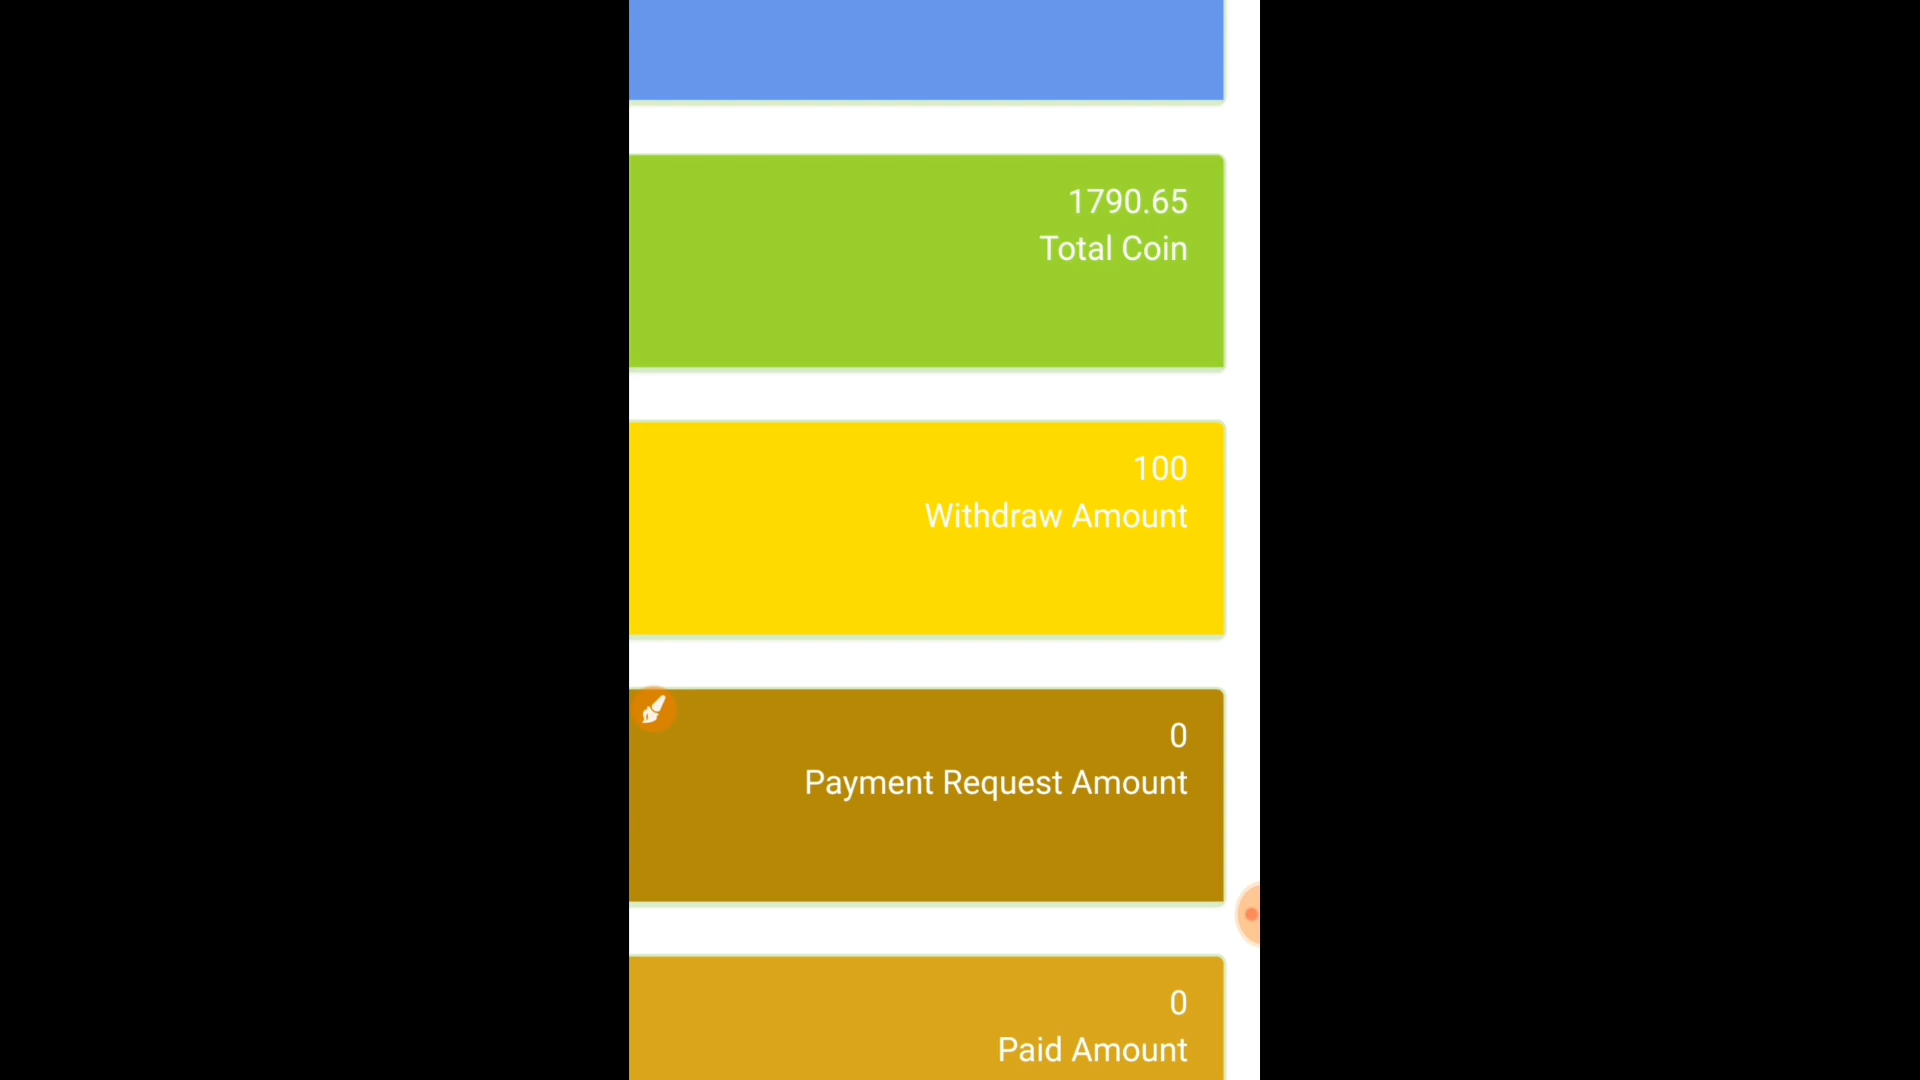 1790.65
Total Coin
100
Withdraw Amount
0
Payment Request Amount
0
Paid Amount